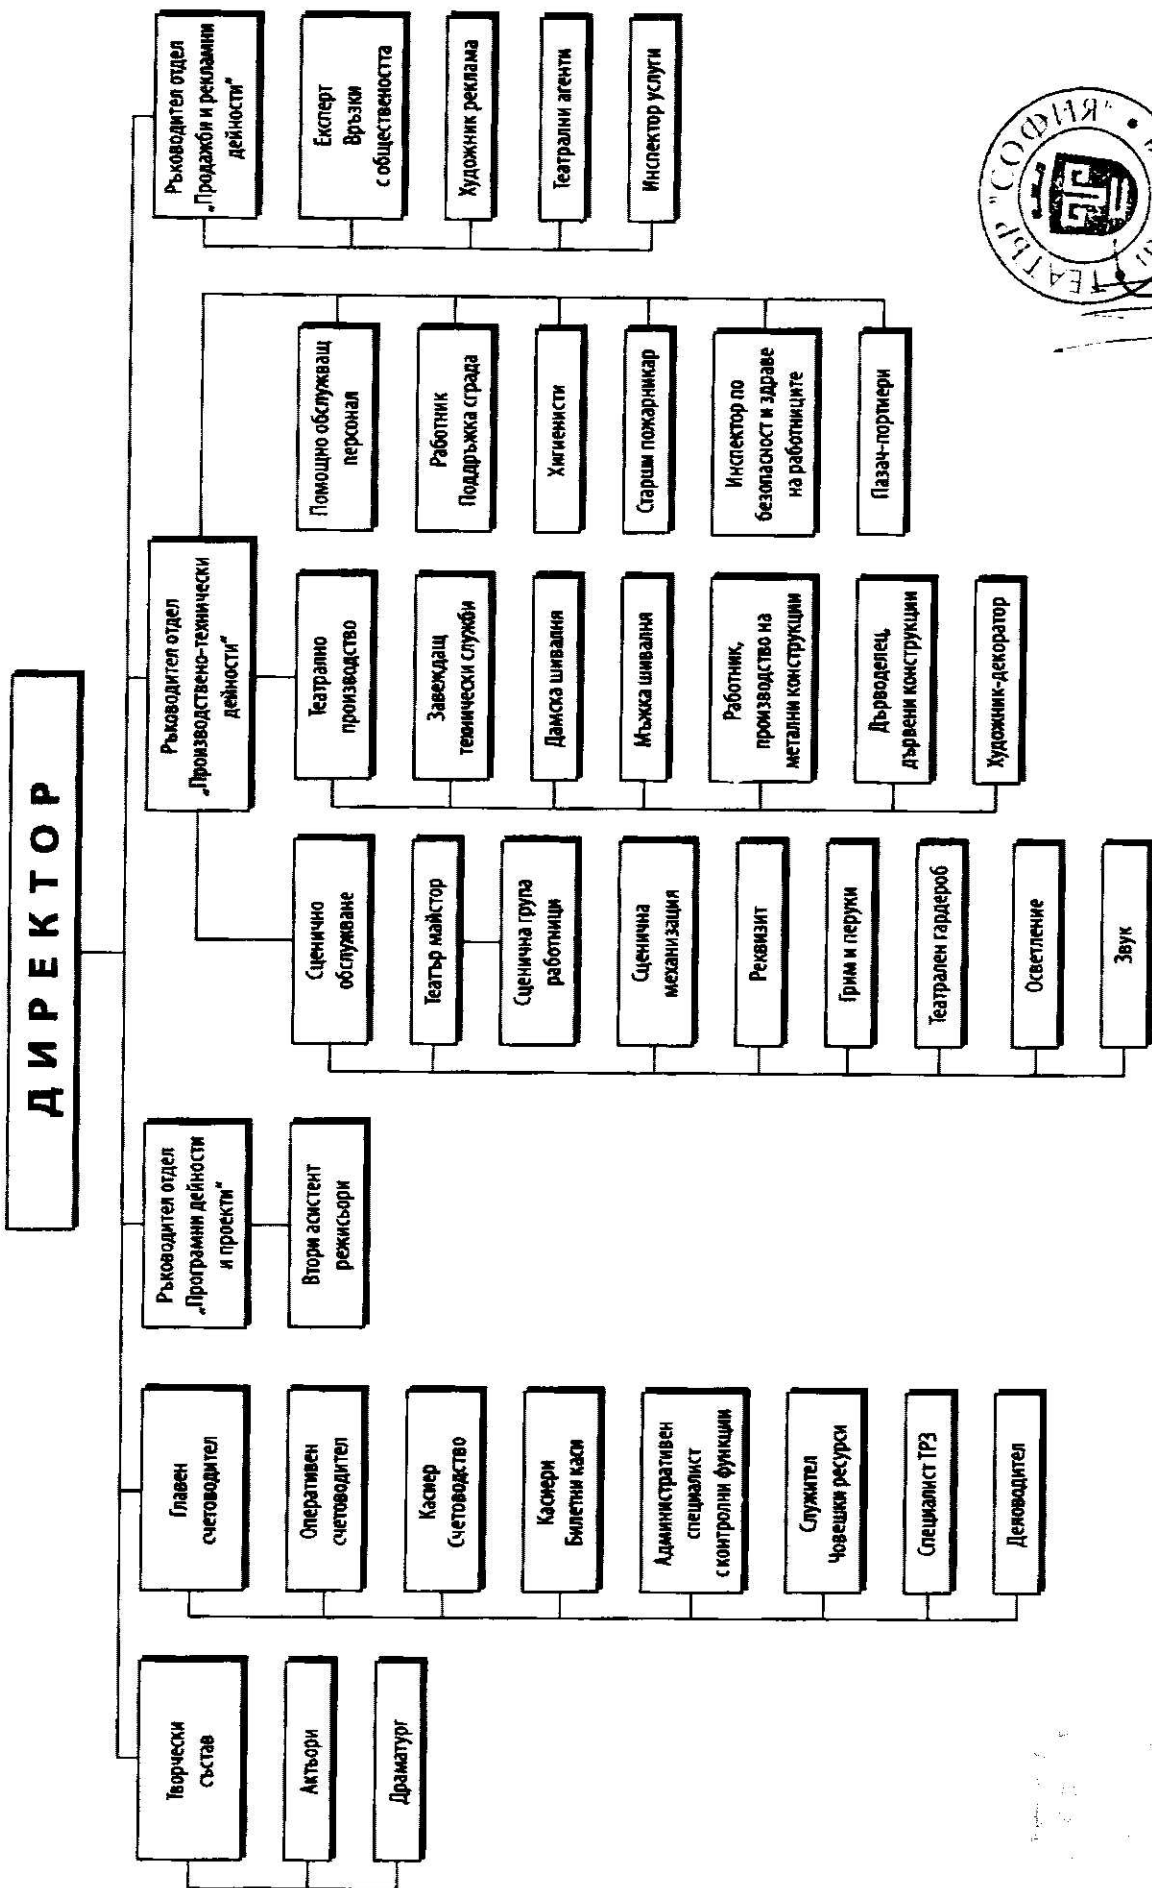 ДИРЕКТОР
Творчески
състав
Актьори
Драматург
Главен
счетоводител
Оперативен
счетоводител
Касиер
Счетоводство
Касиери
Билетни каси
Административен
специалист
с контролни функции
Служител
Човешки ресурси
Специалист ТРЗ
Деловодител
Ръководител отдел
„Програмни дейности
и проекти“
Втори асистент
режисьори
Ръководител отдел
„Производствено-технически
дейности“
Сценично
обслужване
Театър майстор
Сценична група
работници
Сценична
механизация
Реквизит
Грим и перуки
Театрален гардероб
Осветление
Звук
Театрално
производство
Завеждащ
технически служби
Дамска шивалня
Мъжка шивалня
Работник,
производство на
метални конструкции
Дърводелец,
дървени конструкции
Художник-декоратор
Помощно обслужващ
персонал
Работник
Поддръжка сграда
Хигиенисти
Старши пожарникар
Инспектор по
безопасност и здраве
на работниците
Пазач-портиери
Ръководител отдел
„Продажби и рекламни
дейности“
Експерт
Връзки
с обществеността
Художник реклама
Театрални агенти
Инспектор услуги
ТЕАТЪР "СОФИЯ"